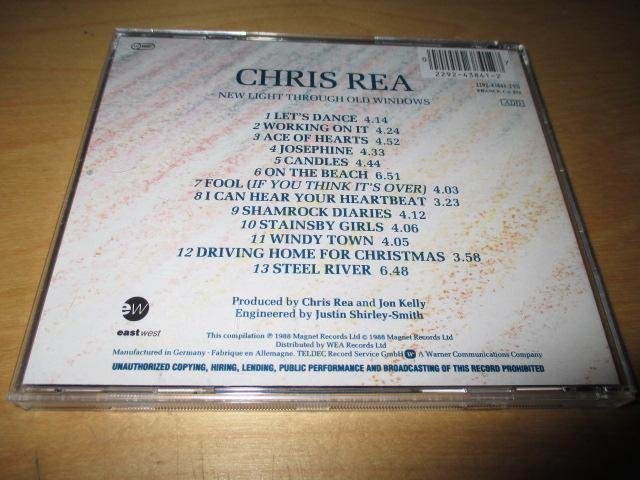 0 7
2292-43841-2
CHRIS REA
NEW LIGHT THROUGH OLD WINDOWS
ADD
1 LET'S DANCE 4.14
2 WORKING ON IT 4.24
3 ACE OF HEARTS 4.52
4 JOSEPHINE 4.33
5 CANDLES 4.44
6 ON THE BEACH 6.51
7 FOOL (IF YOU THINK IT'S OVER) 4.03
8 I CAN HEAR YOUR HEARTBEAT 3.23
9 SHAMROCK DIARIES 4.12
10 STAINSBY GIRLS 4.06
11 WINDY TOWN 4.05
12 DRIVING HOME FOR CHRISTMAS 3.58
13 STEEL RIVER 6.48
Produced by Chris Rea and Jon Kelly
Engineered by Justin Shirley-Smith
ew
eastwest
This compilation ℗ 1988 Magnet Records Ltd © 1988 Magnet Records Ltd
Distributed by WEA Records Ltd
Manufactured in Germany · Fabrique en Allemagne. TELDEC Record Service GmbH W A Warner Communications Company
UNAUTHORIZED COPYING, HIRING, LENDING, PUBLIC PERFORMANCE AND BROADCASTING OF THIS RECORD PROHIBITED